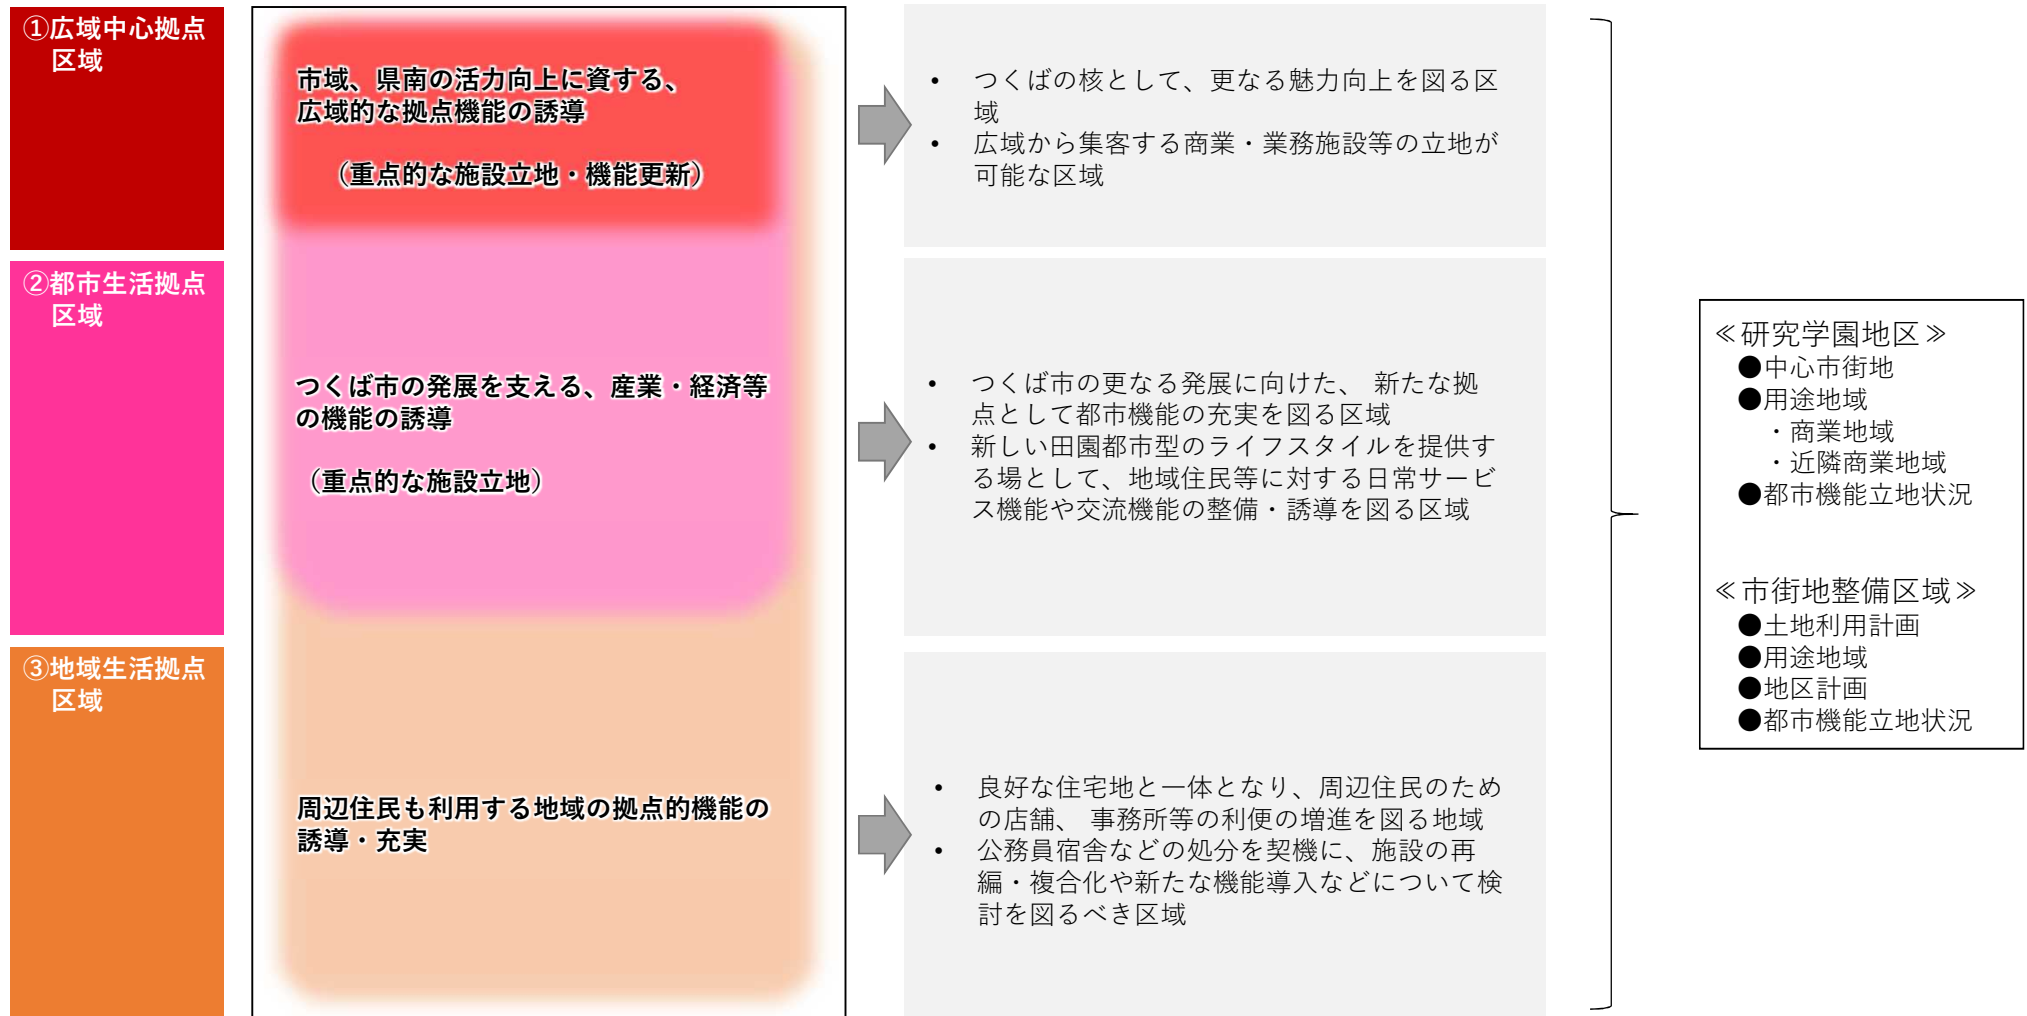 ①広域中心拠点
区域
市域、県南の活力向上に資する、
広域的な拠点機能の誘導
（重点的な施設立地・機能更新）
• つくばの核として、更なる魅力向上を図る区
域
• 広域から集客する商業・業務施設等の立地が
可能な区域
②都市生活拠点
区域
つくば市の発展を支える、産業・経済等
の機能の誘導
（重点的な施設立地）
• つくば市の更なる発展に向けた、 新たな拠
点として都市機能の充実を図る区域
• 新しい田園都市型のライフスタイルを提供す
る場として、地域住民等に対する日常サービ
ス機能や交流機能の整備・誘導を図る区域
③地域生活拠点
区域
周辺住民も利用する地域の拠点的機能の
誘導・充実
• 良好な住宅地と一体となり、周辺住民のため
の店舗、 事務所等の利便の増進を図る地域
• 公務員宿舎などの処分を契機に、施設の再
編・複合化や新たな機能導入などについて検
討を図るべき区域
≪研究学園地区≫
●中心市街地
●用途地域
・商業地域
・近隣商業地域
●都市機能立地状況
≪市街地整備区域≫
●土地利用計画
●用途地域
●地区計画
●都市機能立地状況